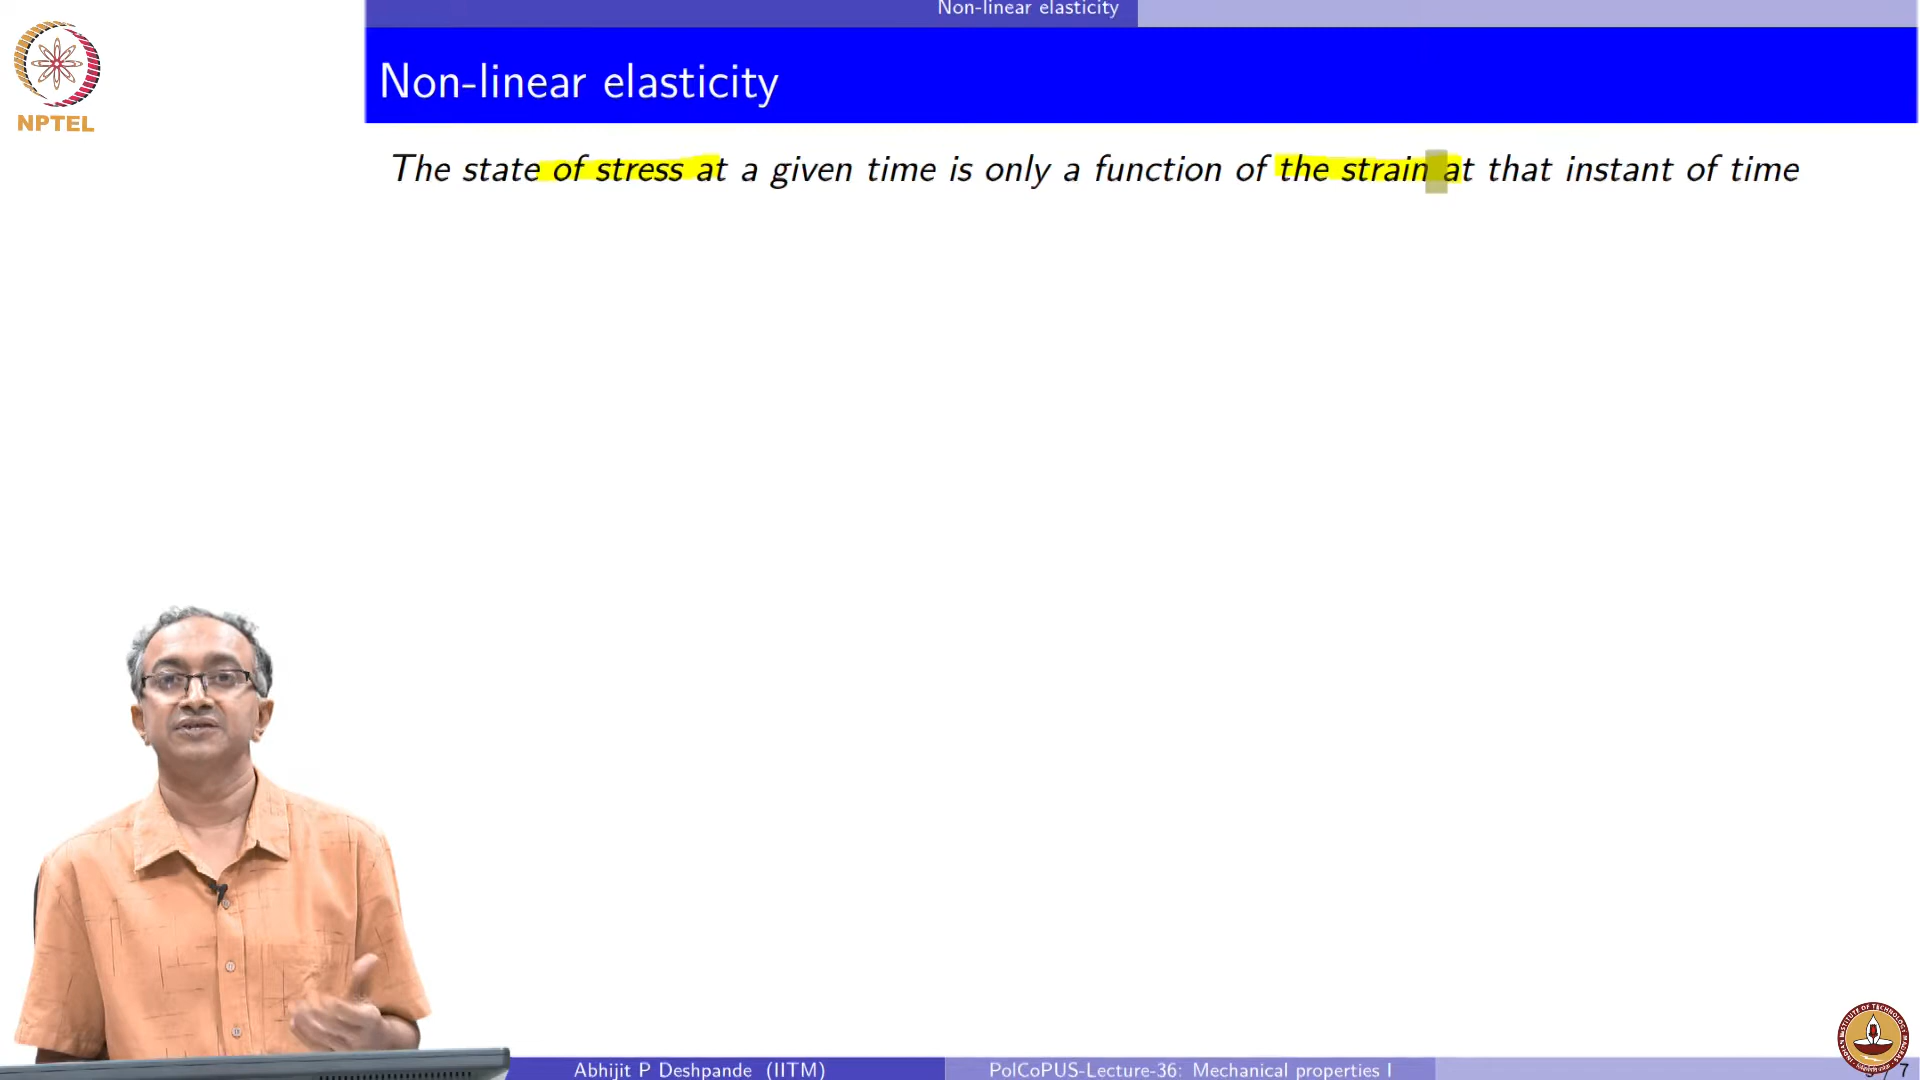 Non-linear elasticity
NPTEL
Non-linear elasticity
The state of stress at a given time is only a function of the strain at that instant of time
Abhijit P Deshpande (IITM)
PolCoPUS-Lecture-36: Mechanical properties I
/ 7